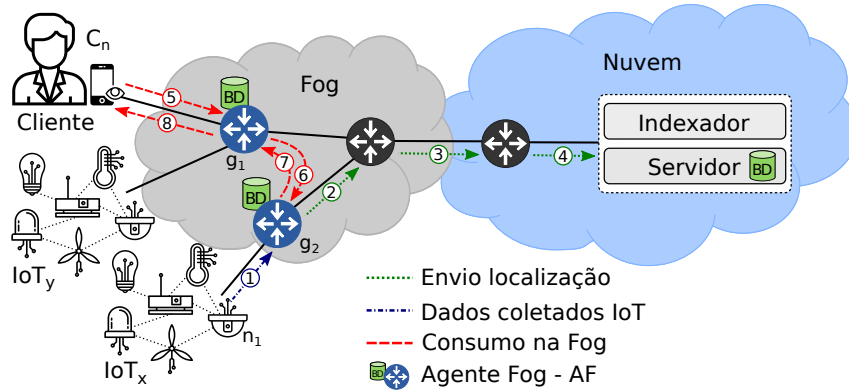 Cn
Cliente
5
8
BD
g1
Fog
7
6
BD
2
g2
1
n1
IoTy
IoTx
3
Nuvem
4
Indexador
Servidor
BD
Envio localização
Dados coletados IoT
Consumo na Fog
BD
Agente Fog - AF